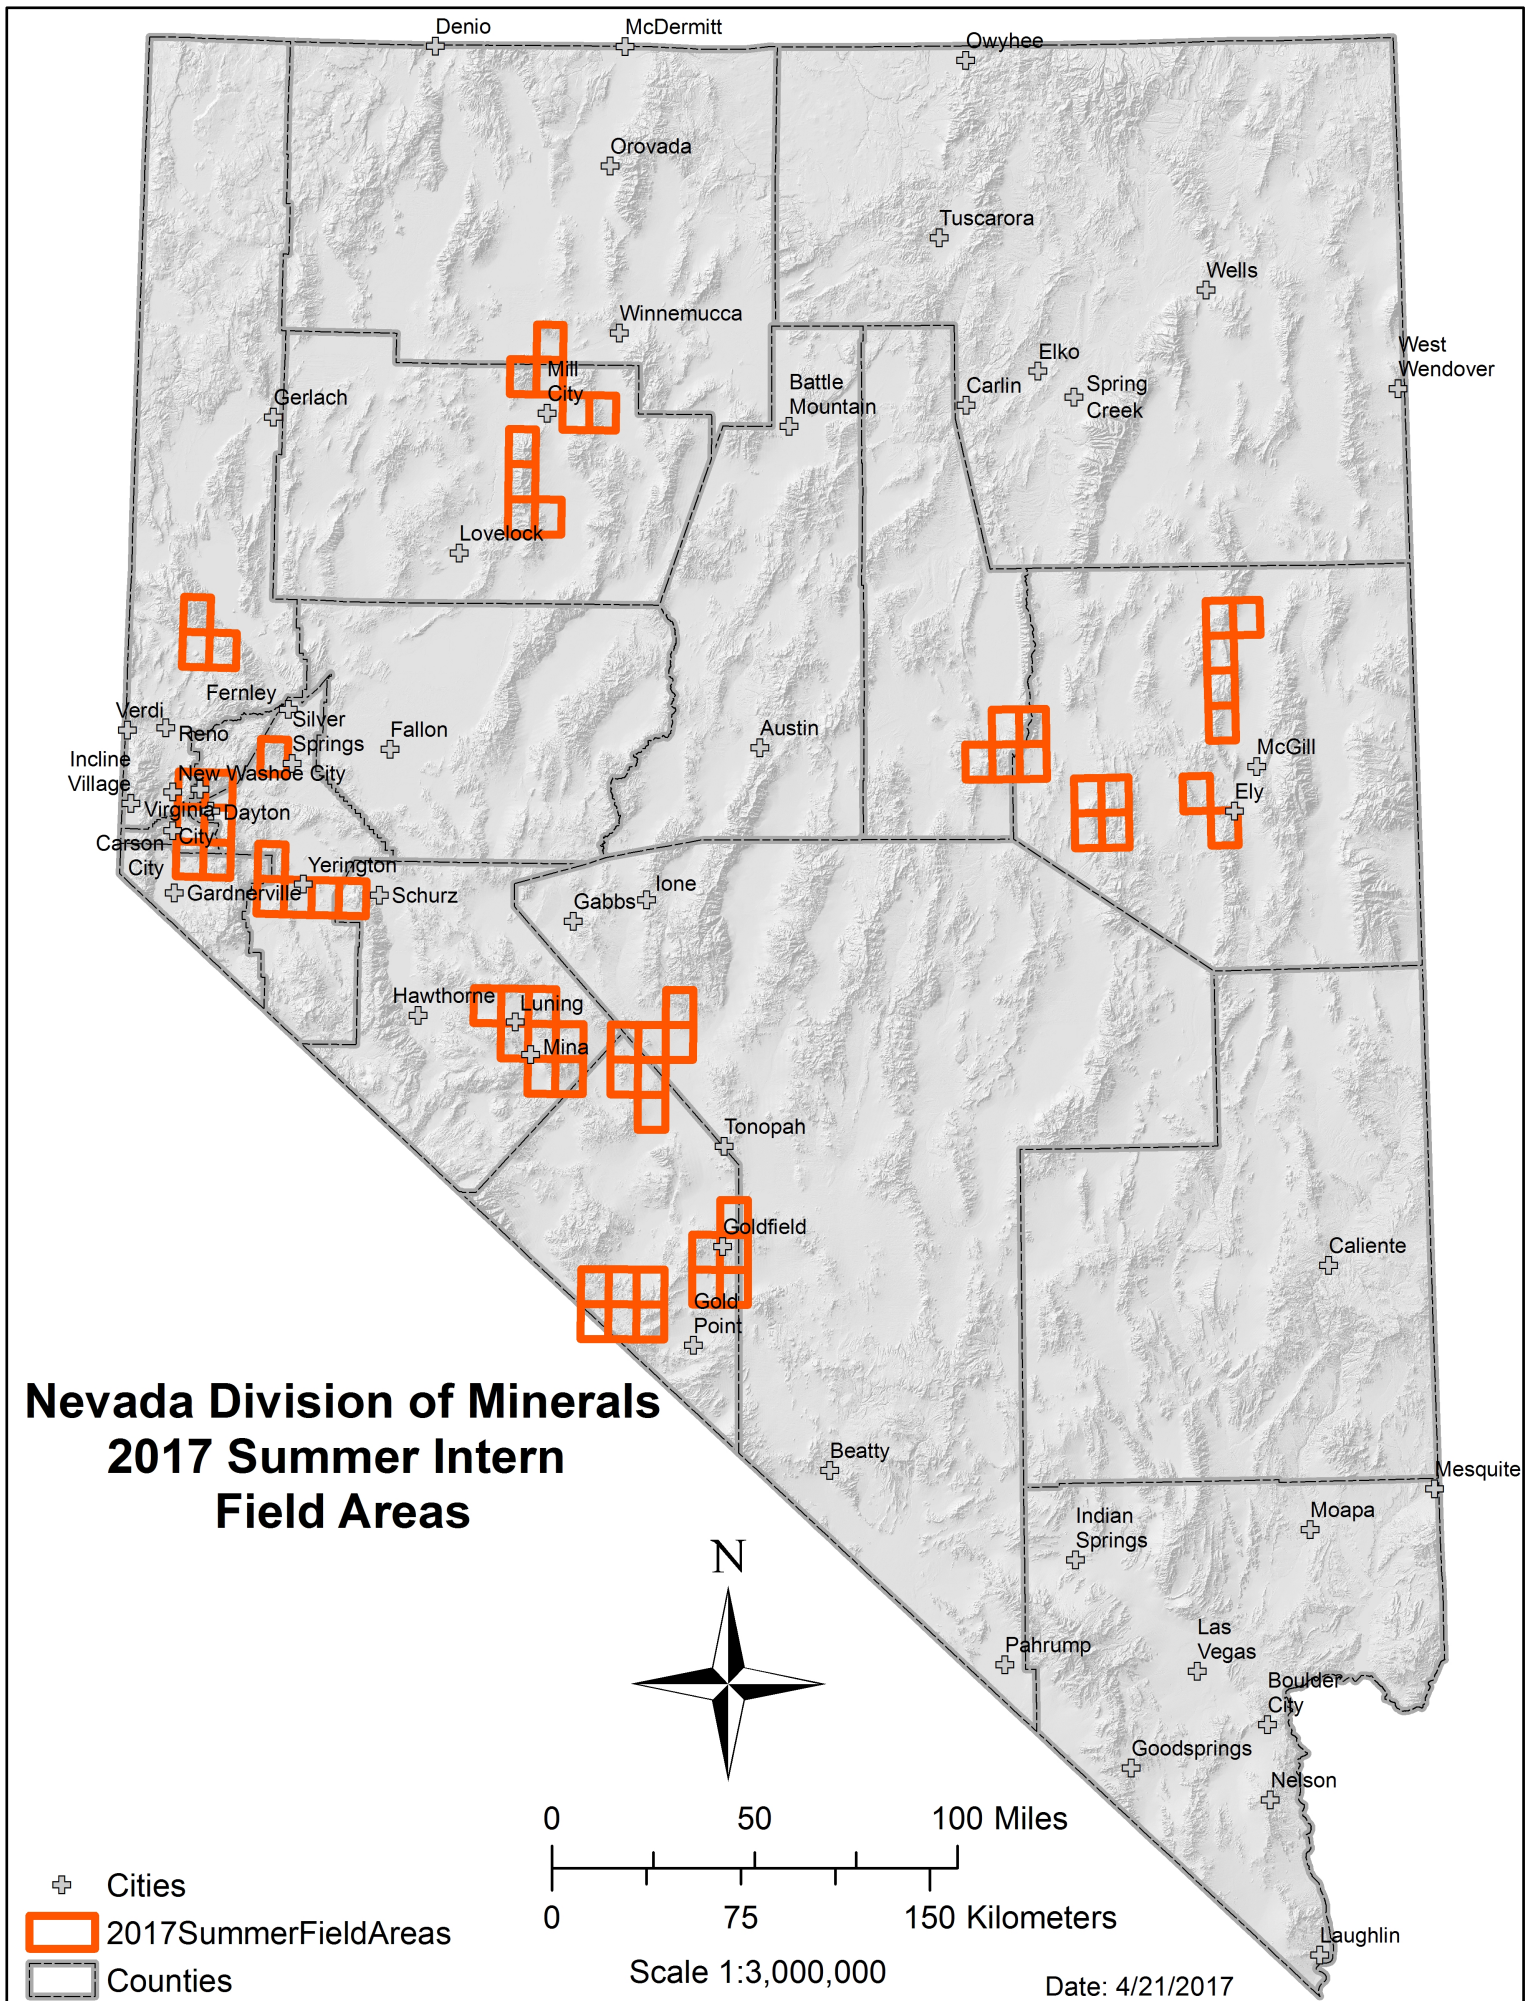 Denio
McDermitt
Owyhee
Orovada
Tuscarora
Wells
Winnemucca
West
Wendover
Elko
Mill
City
Battle
Mountain
Carlin
Spring
Creek
Gerlach
Lovelock
Fernley
Verdi
Reno
Silver
Springs
Fallon
Austin
McGill
Incline
Village
New Washoe City
Ely
Virginia
City
Dayton
Carson
City
Yerington
Gardnerville
Schurz
Ione
Gabbs
Hawthorne
Luning
Mina
Tonopah
Goldfield
Caliente
Gold
Point
Nevada Division of Minerals
2017 Summer Intern
Field Areas
Beatty
Mesquite
Moapa
Indian
Springs
N
Las
Vegas
Pahrump
Boulder
City
Goodsprings
Nelson
0 50 100 Miles
0 75 150 Kilometers
Cities
2017SummerFieldAreas
Counties
Laughlin
Scale 1:3,000,000
Date: 4/21/2017